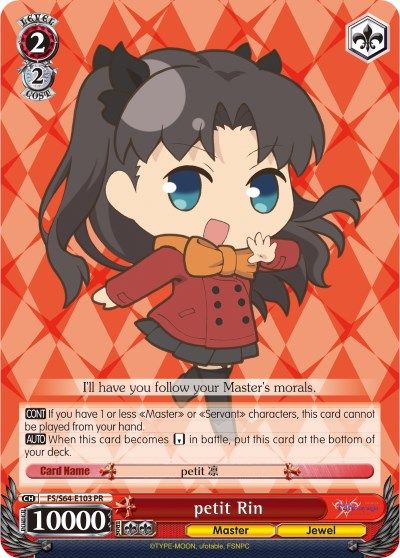 LEVEL
2
2
COST
I'll have you follow your Master's morals.
CONT If you have 1 or less «Master» or «Servant» characters, this card cannot
be played from your hand.
AUTO When this card becomes in battle, put this card at the bottom of
your deck.
Card Name
petit 凛
CH FS/S64-E103 PR
petit Rin
POWER 10000
SOUL
Master
Jewel
©TYPE-MOON, ufotable, FSNPC